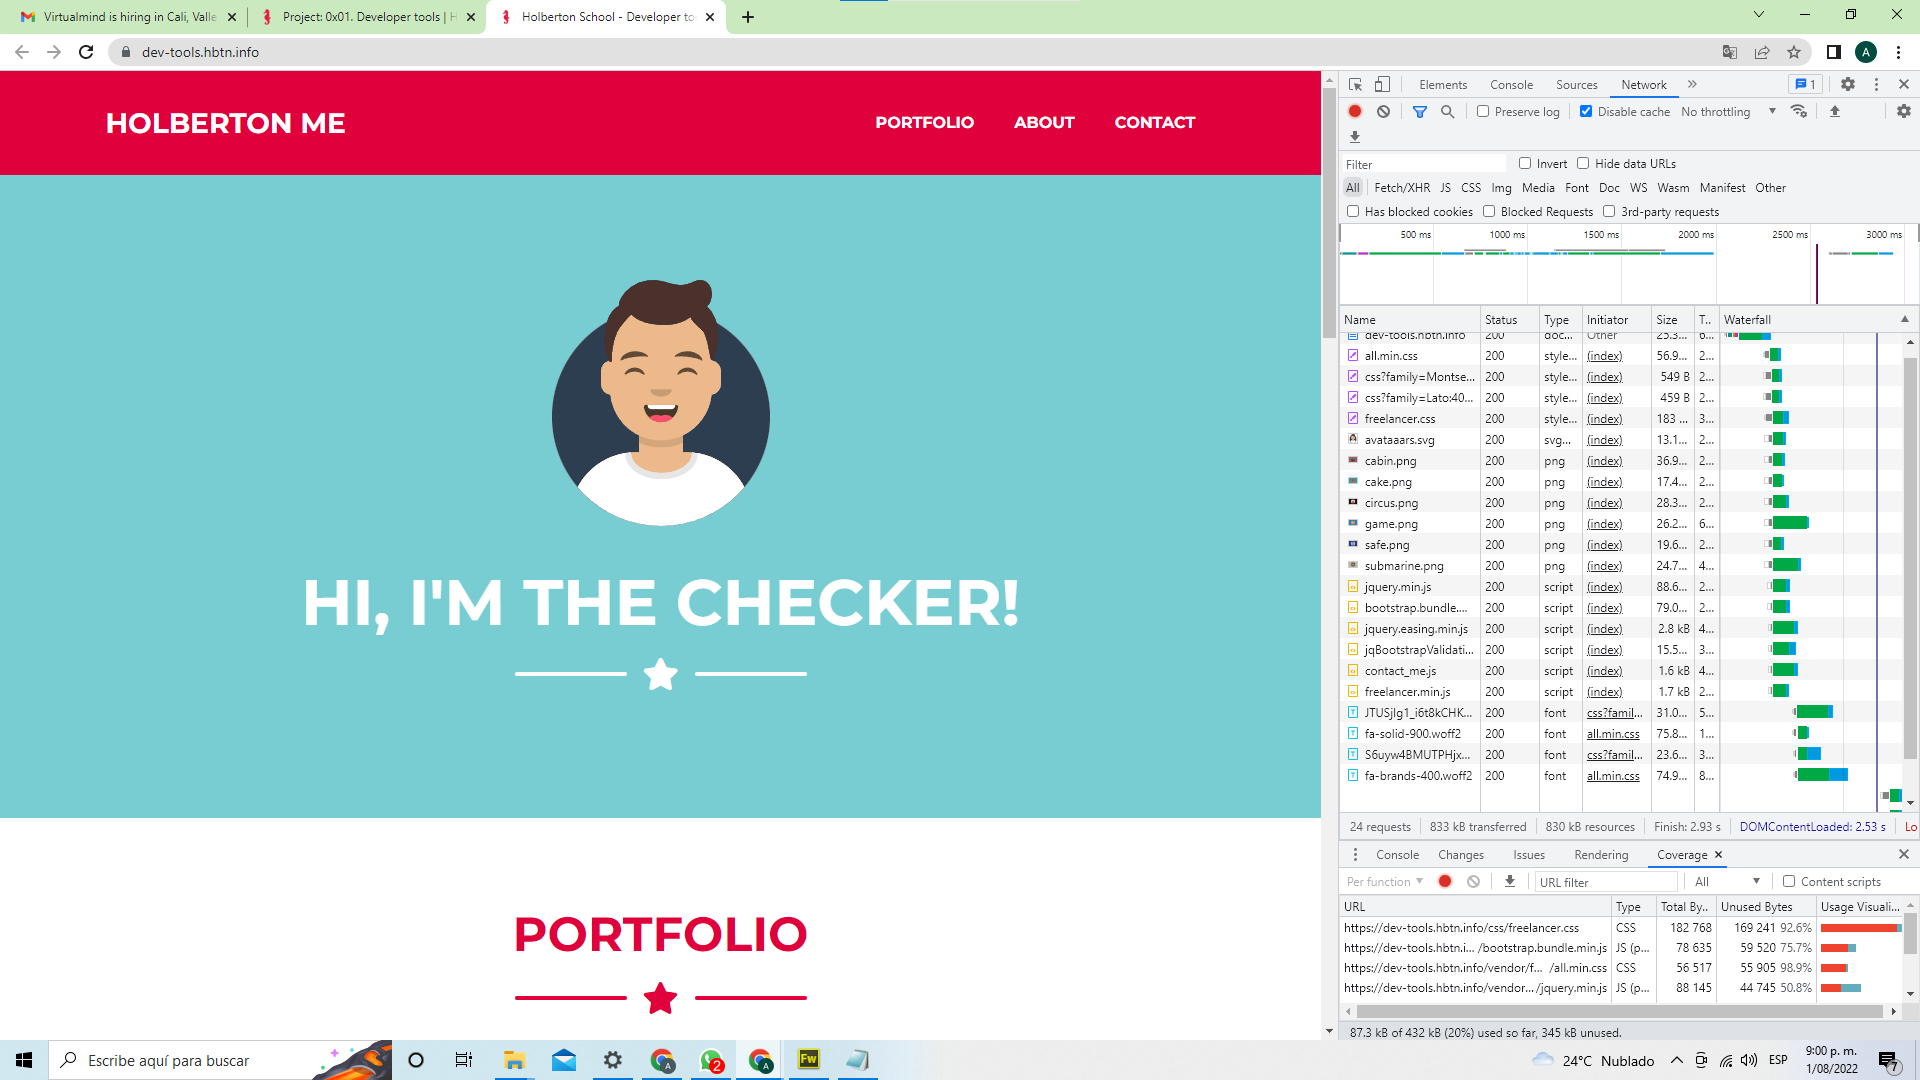 Virtualmind is hiring in Cali, Valle
Project: 0x01. Developer tools | H
Holberton School - Developer to
dev-tools.hbtn.info
A
HOLBERTON ME
PORTFOLIO
ABOUT
CONTACT
HI, I'M THE CHECKER!
PORTFOLIO
Elements Console Sources Network 1
Preserve log Disable cache No throttling
Filter Invert Hide data URLs
All Fetch/XHR JS CSS Img Media Font Doc WS Wasm Manifest Other
Has blocked cookies Blocked Requests 3rd-party requests
500 ms 1000 ms 1500 ms 2000 ms 2500 ms 3000 ms
Name Status Type Initiator Size T.. Waterfall
dev-tools.hbtn.info 200 doc... Other 25.3... 6...
all.min.css 200 style... (index) 56.9... 2...
css?family=Montse... 200 style... (index) 549 B 2...
css?family=Lato:40... 200 style... (index) 459 B 2...
freelancer.css 200 style... (index) 183 ... 3...
avataaars.svg 200 svg... (index) 13.1... 2...
cabin.png 200 png (index) 36.9... 2...
cake.png 200 png (index) 17.4... 2...
circus.png 200 png (index) 28.3... 2...
game.png 200 png (index) 26.2... 6...
safe.png 200 png (index) 19.6... 2...
submarine.png 200 png (index) 24.7... 4...
jquery.min.js 200 script (index) 88.6... 2...
bootstrap.bundle.... 200 script (index) 79.0... 2...
jquery.easing.min.js 200 script (index) 2.8 kB 4...
jqBootstrapValidati... 200 script (index) 15.5... 3...
contact_me.js 200 script (index) 1.6 kB 4...
freelancer.min.js 200 script (index) 1.7 kB 2...
JTUSjIg1_i6t8kCHK... 200 font css?famil... 31.0... 5...
fa-solid-900.woff2 200 font all.min.css 75.8... 1...
S6uyw4BMUTPHjx... 200 font css?famil... 23.6... 3...
fa-brands-400.woff2 200 font all.min.css 74.9... 8...
24 requests 833 kB transferred 830 kB resources Finish: 2.93 s DOMContentLoaded: 2.53 s Lo
Console Changes Issues Rendering Coverage
Per function URL filter All Content scripts
URL Type Total By.. Unused Bytes Usage Visuali...
https://dev-tools.hbtn.info/css/freelancer.css CSS 182 768 169 241 92.6%
https://dev-tools.hbtn.i... /bootstrap.bundle.min.js JS (p... 78 635 59 520 75.7%
https://dev-tools.hbtn.info/vendor/f... /all.min.css CSS 56 517 55 905 98.9%
https://dev-tools.hbtn.info/vendor... /jquery.min.js JS (p... 88 145 44 745 50.8%
87.3 kB of 432 kB (20%) used so far, 345 kB unused.
Escribe aquí para buscar
A
2
A
Fw
24°C Nublado
ESP
9:00 p. m.
1/08/2022
7